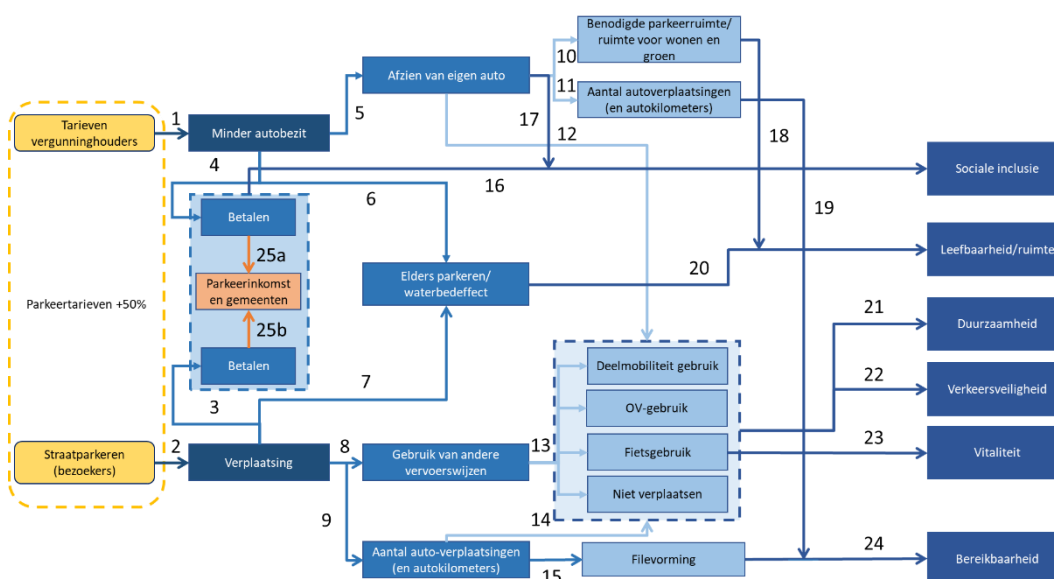 Benodigde parkeerruimte/
ruimte voor wonen en
groen
10
Afzien van eigen auto
11
5
Aantal autoverplaatsingen
(en autokilometers)
17
12
18
1
Tarieven
vergunninghouders
Minder autobezit
4
16
Sociale inclusie
6
19
Betalen
25a
20
Leefbaarheid/ruimte
Elders parkeren/
waterbedeffect
Parkeerinkomst
en gemeenten
Parkeertarieven +50%
25b
21
Duurzaamheid
Betalen
Deelmobiliteit gebruik
7
22
Verkeersveiligheid
3
OV-gebruik
23
2
Straatparkeren
(bezoekers)
Verplaatsing
8
Gebruik van andere
vervoerswijzen
13
Fietsgebruik
Vitaliteit
Niet verplaatsen
9
14
24
Aantal auto-verplaatsingen
(en autokilometers)
15
Filevorming
Bereikbaarheid